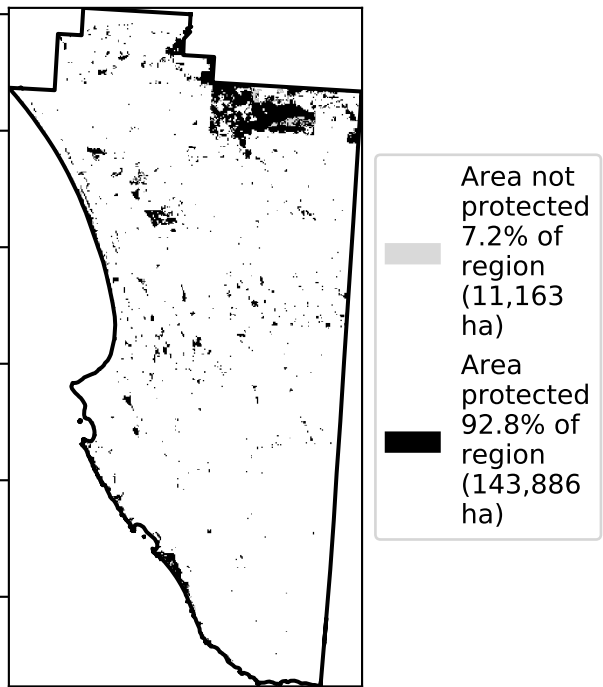 Area not
protected
7.2% of
region
(11,163
ha)
Area
protected
92.8% of
region
(143,886
ha)